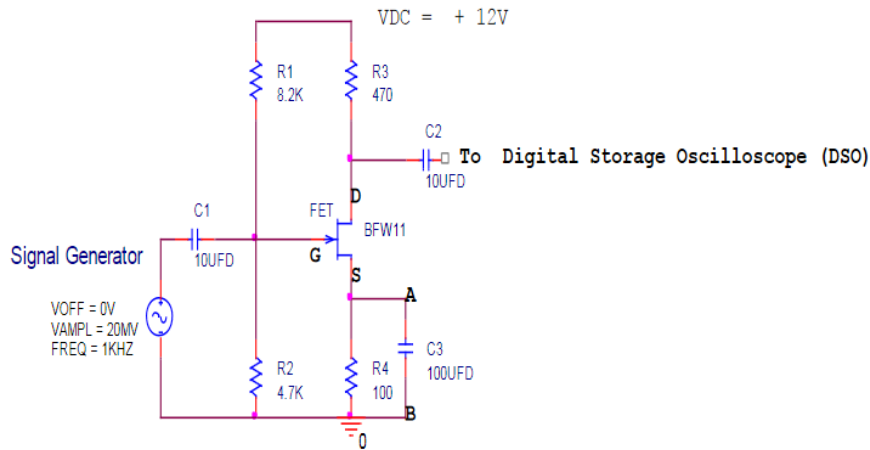 VDC = + 12V
R1
8.2K
R3
470
C2
10UFD
To Digital Storage Oscilloscope (DSO)
D
FET
BFW11
C1
10UFD
G
S
Signal Generator
VOFF = 0V
VAMPL = 20MV
FREQ = 1KHZ
A
R2
4.7K
R4
100
C3
100UFD
B
0